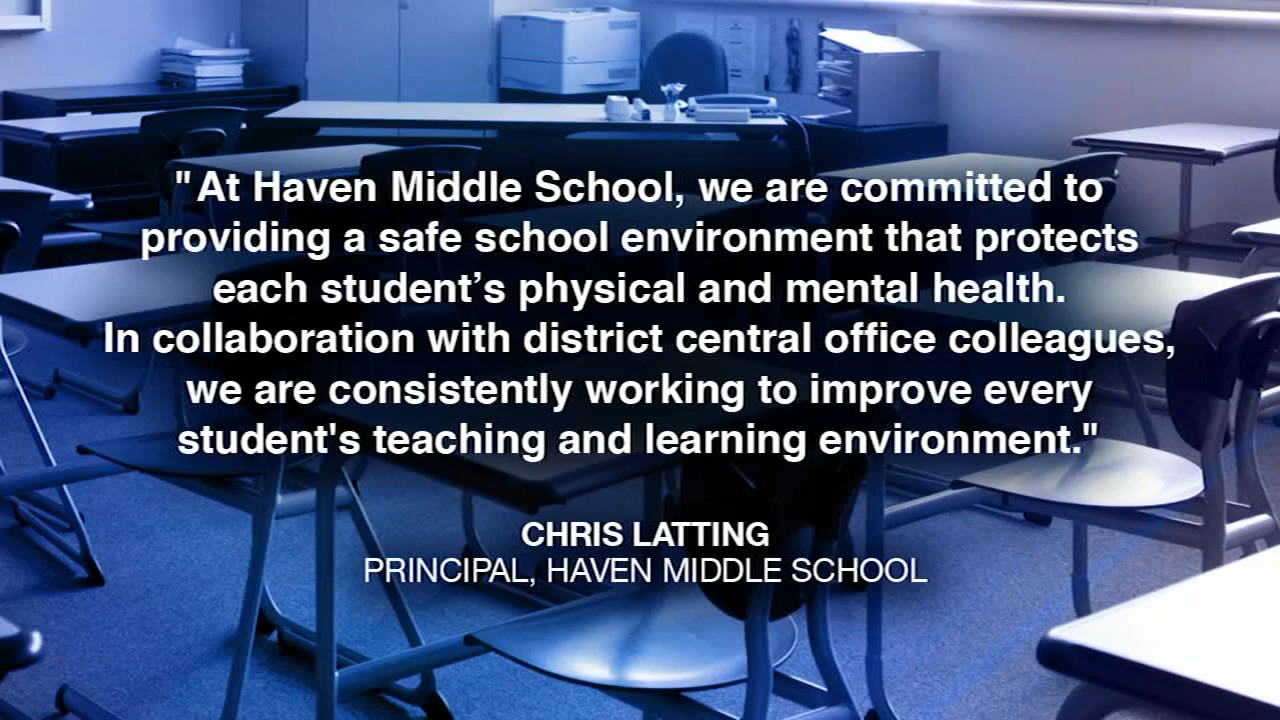 "At Haven Middle School, we are committed to
providing a safe school environment that protects
each student’s physical and mental health.
In collaboration with district central office colleagues,
we are consistently working to improve every
student's teaching and learning environment."
CHRIS LATTING
PRINCIPAL, HAVEN MIDDLE SCHOOL